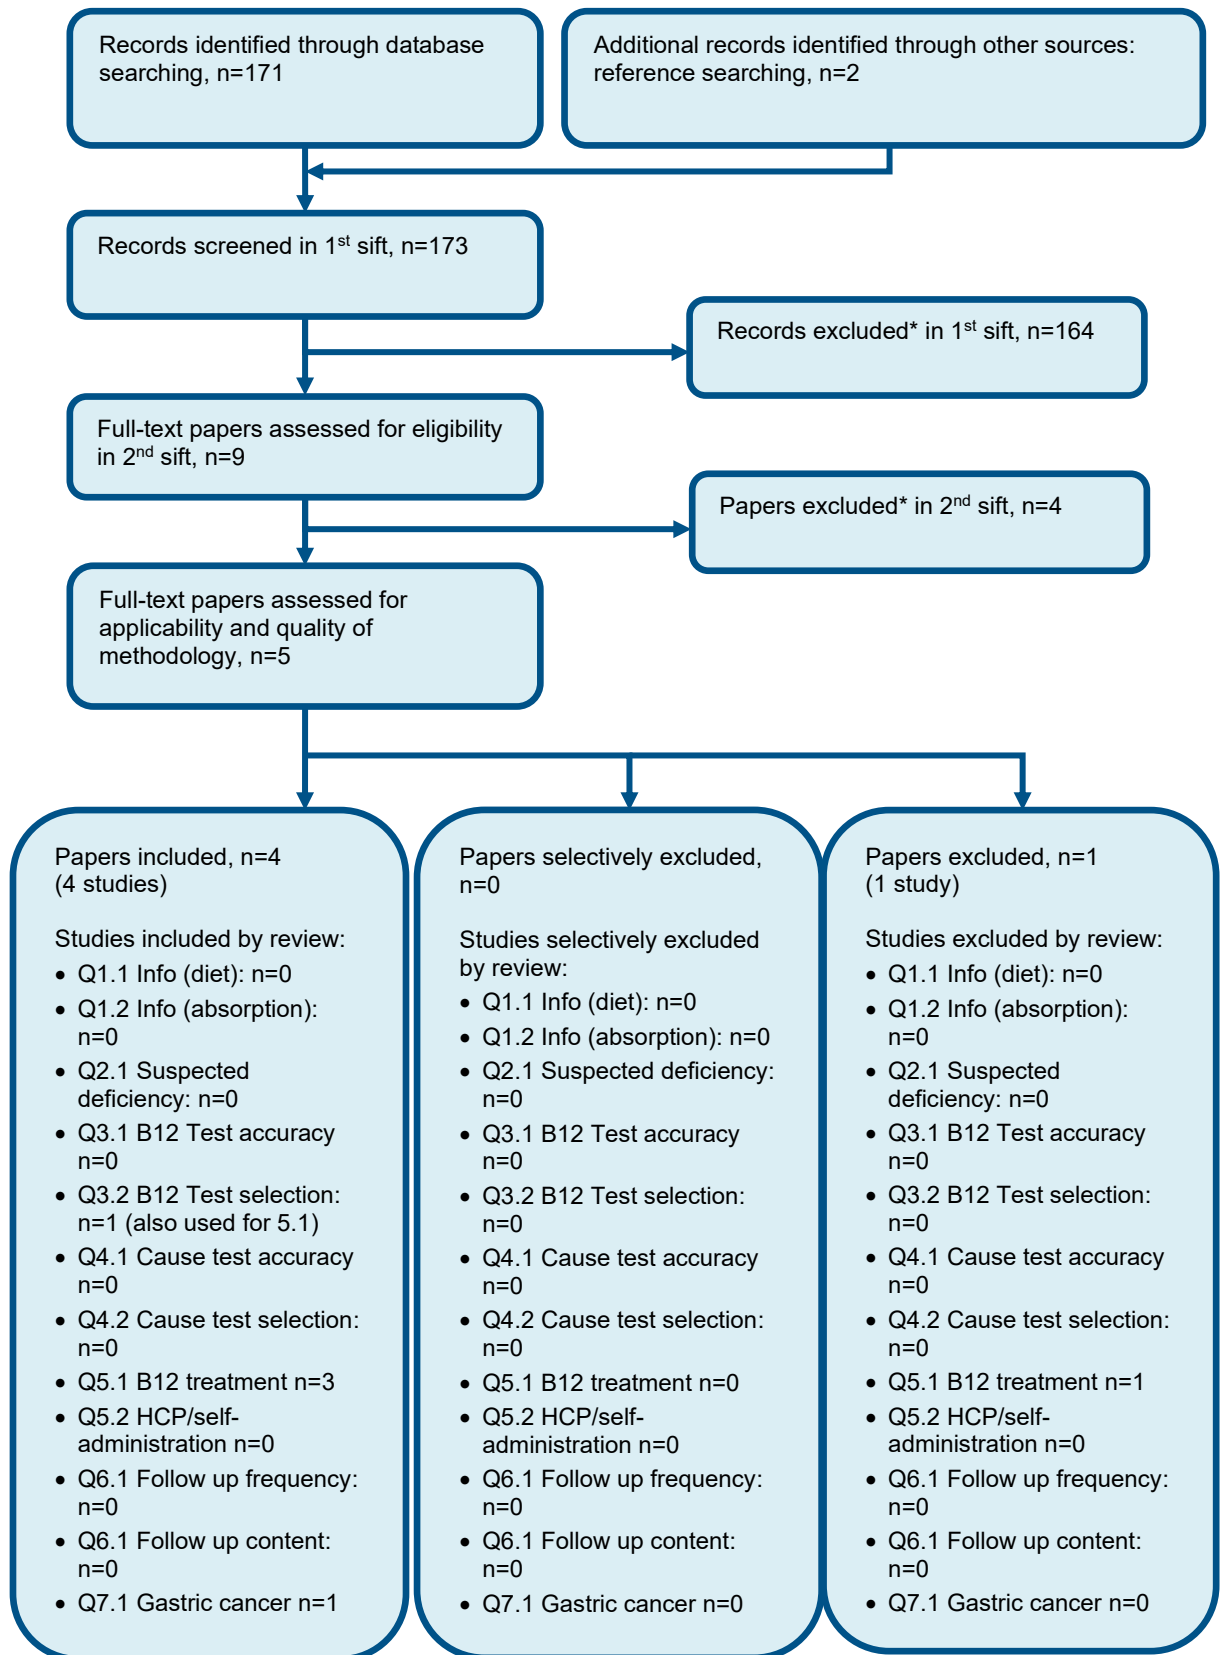 Records identified through database
searching, n=171
Additional records identified through other sources:
reference searching, n=2
Records screened in 1st sift, n=173
Records excluded* in 1st sift, n=164
Full-text papers assessed for eligibility
in 2nd sift, n=9
Papers excluded* in 2nd sift, n=4
Full-text papers assessed for
applicability and quality of
methodology, n=5
Papers included, n=4
(4 studies)
Studies included by review:
• Q1.1 Info (diet): n=0
• Q1.2 Info (absorption):
n=0
• Q2.1 Suspected
deficiency: n=0
• Q3.1 B12 Test accuracy
n=0
• Q3.2 B12 Test selection:
n=1 (also used for 5.1)
• Q4.1 Cause test accuracy
n=0
• Q4.2 Cause test selection:
n=0
• Q5.1 B12 treatment n=3
• Q5.2 HCP/self-
administration n=0
• Q6.1 Follow up frequency:
n=0
• Q6.1 Follow up content:
n=0
• Q7.1 Gastric cancer n=1
Papers selectively excluded,
n=0
Studies selectively excluded
by review:
• Q1.1 Info (diet): n=0
• Q1.2 Info (absorption): n=0
• Q2.1 Suspected deficiency:
n=0
• Q3.1 B12 Test accuracy
n=0
• Q3.2 B12 Test selection:
n=0
• Q4.1 Cause test accuracy
n=0
• Q4.2 Cause test selection:
n=0
• Q5.1 B12 treatment n=0
• Q5.2 HCP/self-
administration n=0
• Q6.1 Follow up frequency:
n=0
• Q6.1 Follow up content:
n=0
• Q7.1 Gastric cancer n=0
Papers excluded, n=1
(1 study)
Studies excluded by review:
• Q1.1 Info (diet): n=0
• Q1.2 Info (absorption):
n=0
• Q2.1 Suspected
deficiency: n=0
• Q3.1 B12 Test accuracy
n=0
• Q3.2 B12 Test selection:
n=0
• Q4.1 Cause test accuracy
n=0
• Q4.2 Cause test selection:
n=0
• Q5.1 B12 treatment n=1
• Q5.2 HCP/self-
administration n=0
• Q6.1 Follow up frequency:
n=0
• Q6.1 Follow up content:
n=0
• Q7.1 Gastric cancer n=0